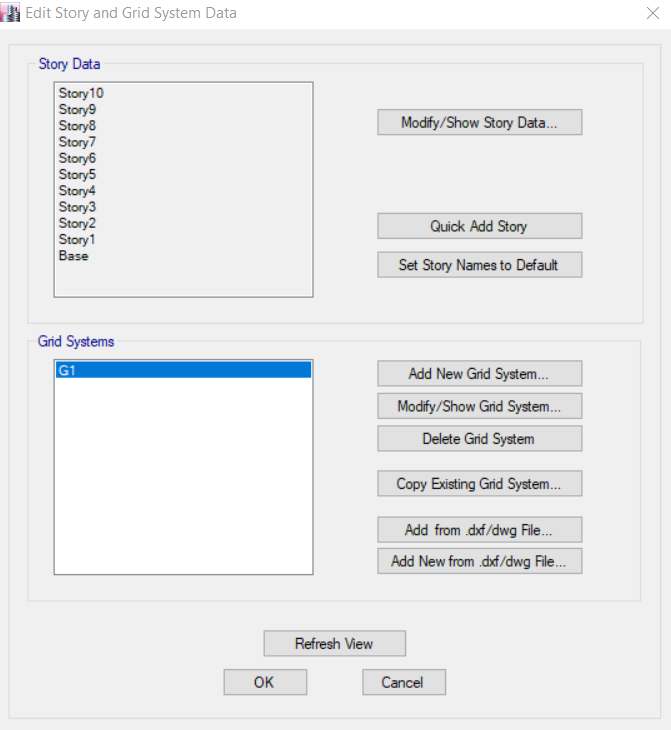 Edit Story and Grid System Data
Story Data
Story10
Story9
Story8
Story7
Story6
Story5
Story4
Story3
Story2
Story1
Base
Modify/Show Story Data...
Quick Add Story
Set Story Names to Default
Grid Systems
G1
Add New Grid System...
Modify/Show Grid System...
Delete Grid System
Copy Existing Grid System...
Add from .dxf/dwg File...
Add New from .dxf/dwg File...
Refresh View
OK
Cancel